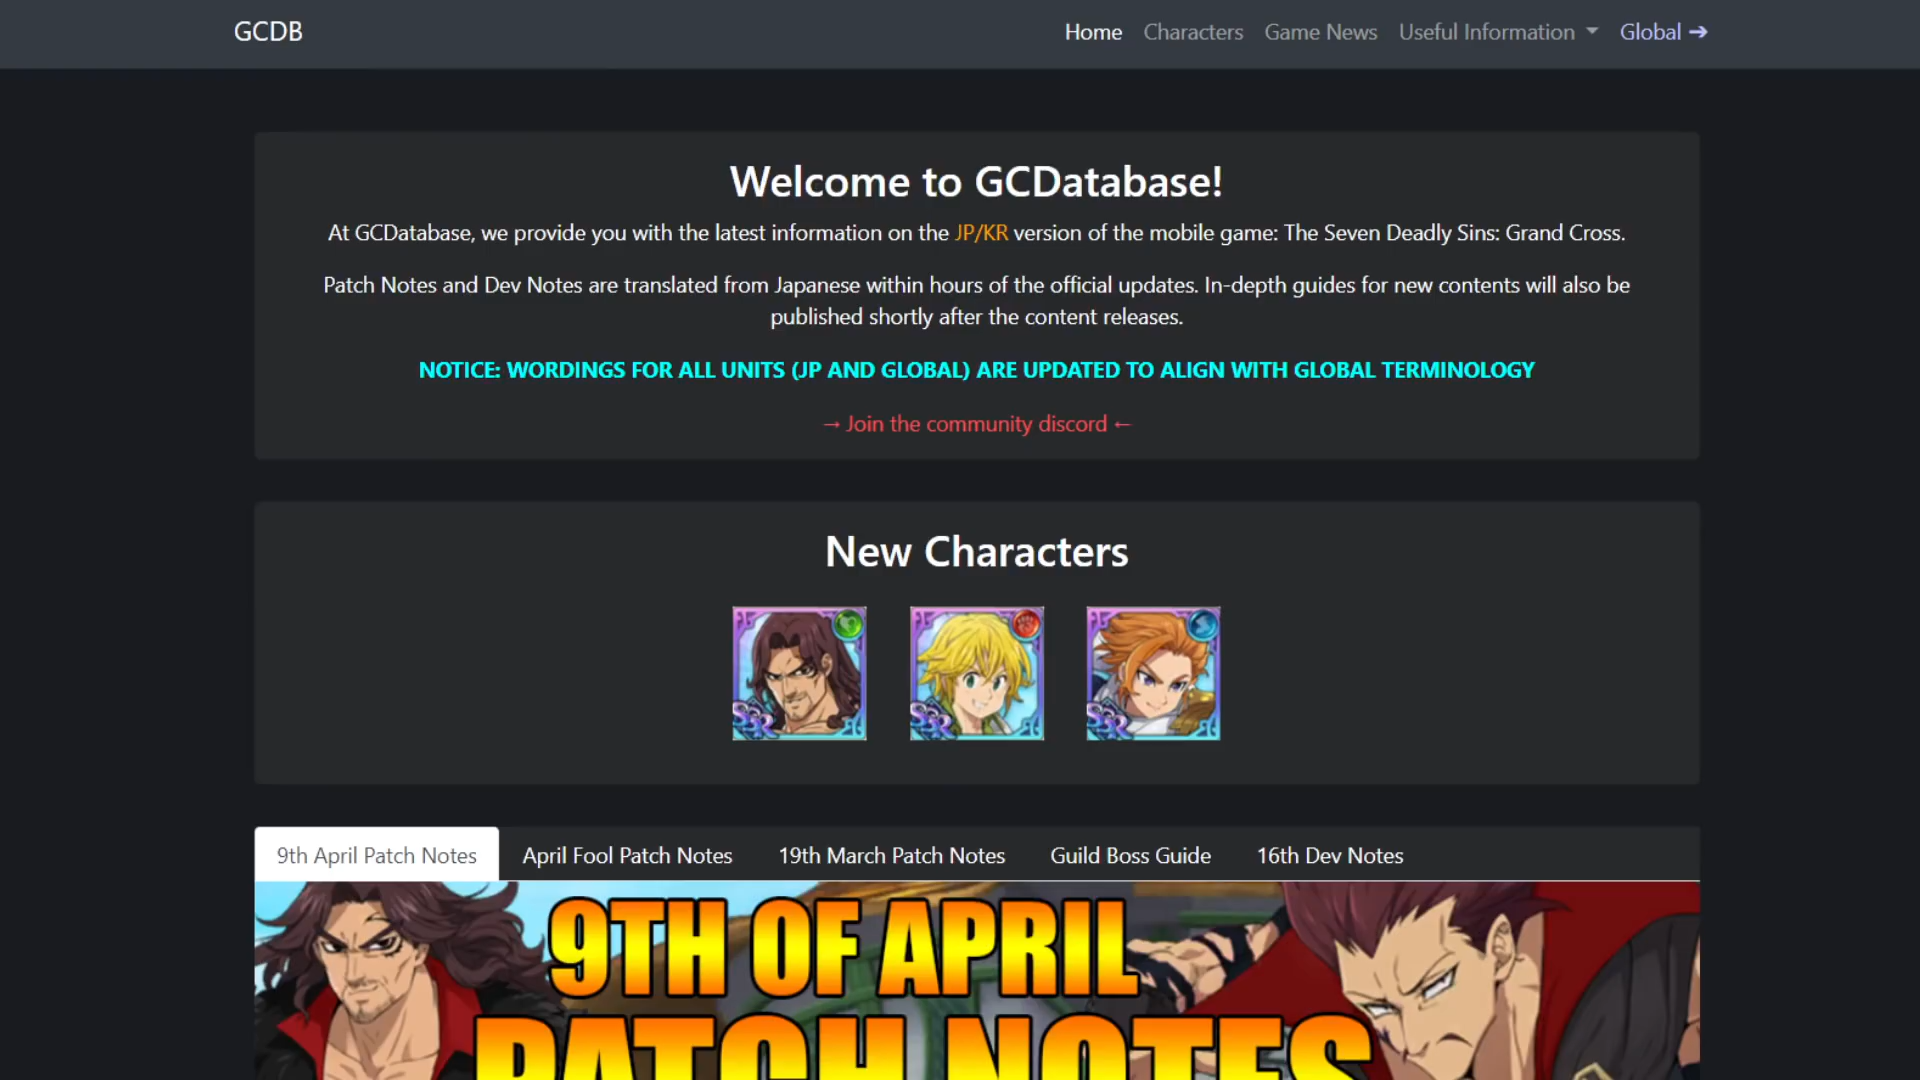 GCDB
Home
Characters
Game News
Useful Information
Global ➔
Welcome to GCDatabase!
At GCDatabase, we provide you with the latest information on the JP/KR version of the mobile game: The Seven Deadly Sins: Grand Cross.
Patch Notes and Dev Notes are translated from Japanese within hours of the official updates. In-depth guides for new contents will also be
published shortly after the content releases.
NOTICE: WORDINGS FOR ALL UNITS (JP AND GLOBAL) ARE UPDATED TO ALIGN WITH GLOBAL TERMINOLOGY
→ Join the community discord ←
New Characters
SSR
SSR
SSR
9th April Patch Notes
April Fool Patch Notes
19th March Patch Notes
Guild Boss Guide
16th Dev Notes
9TH OF APRIL
PATCH NOTES